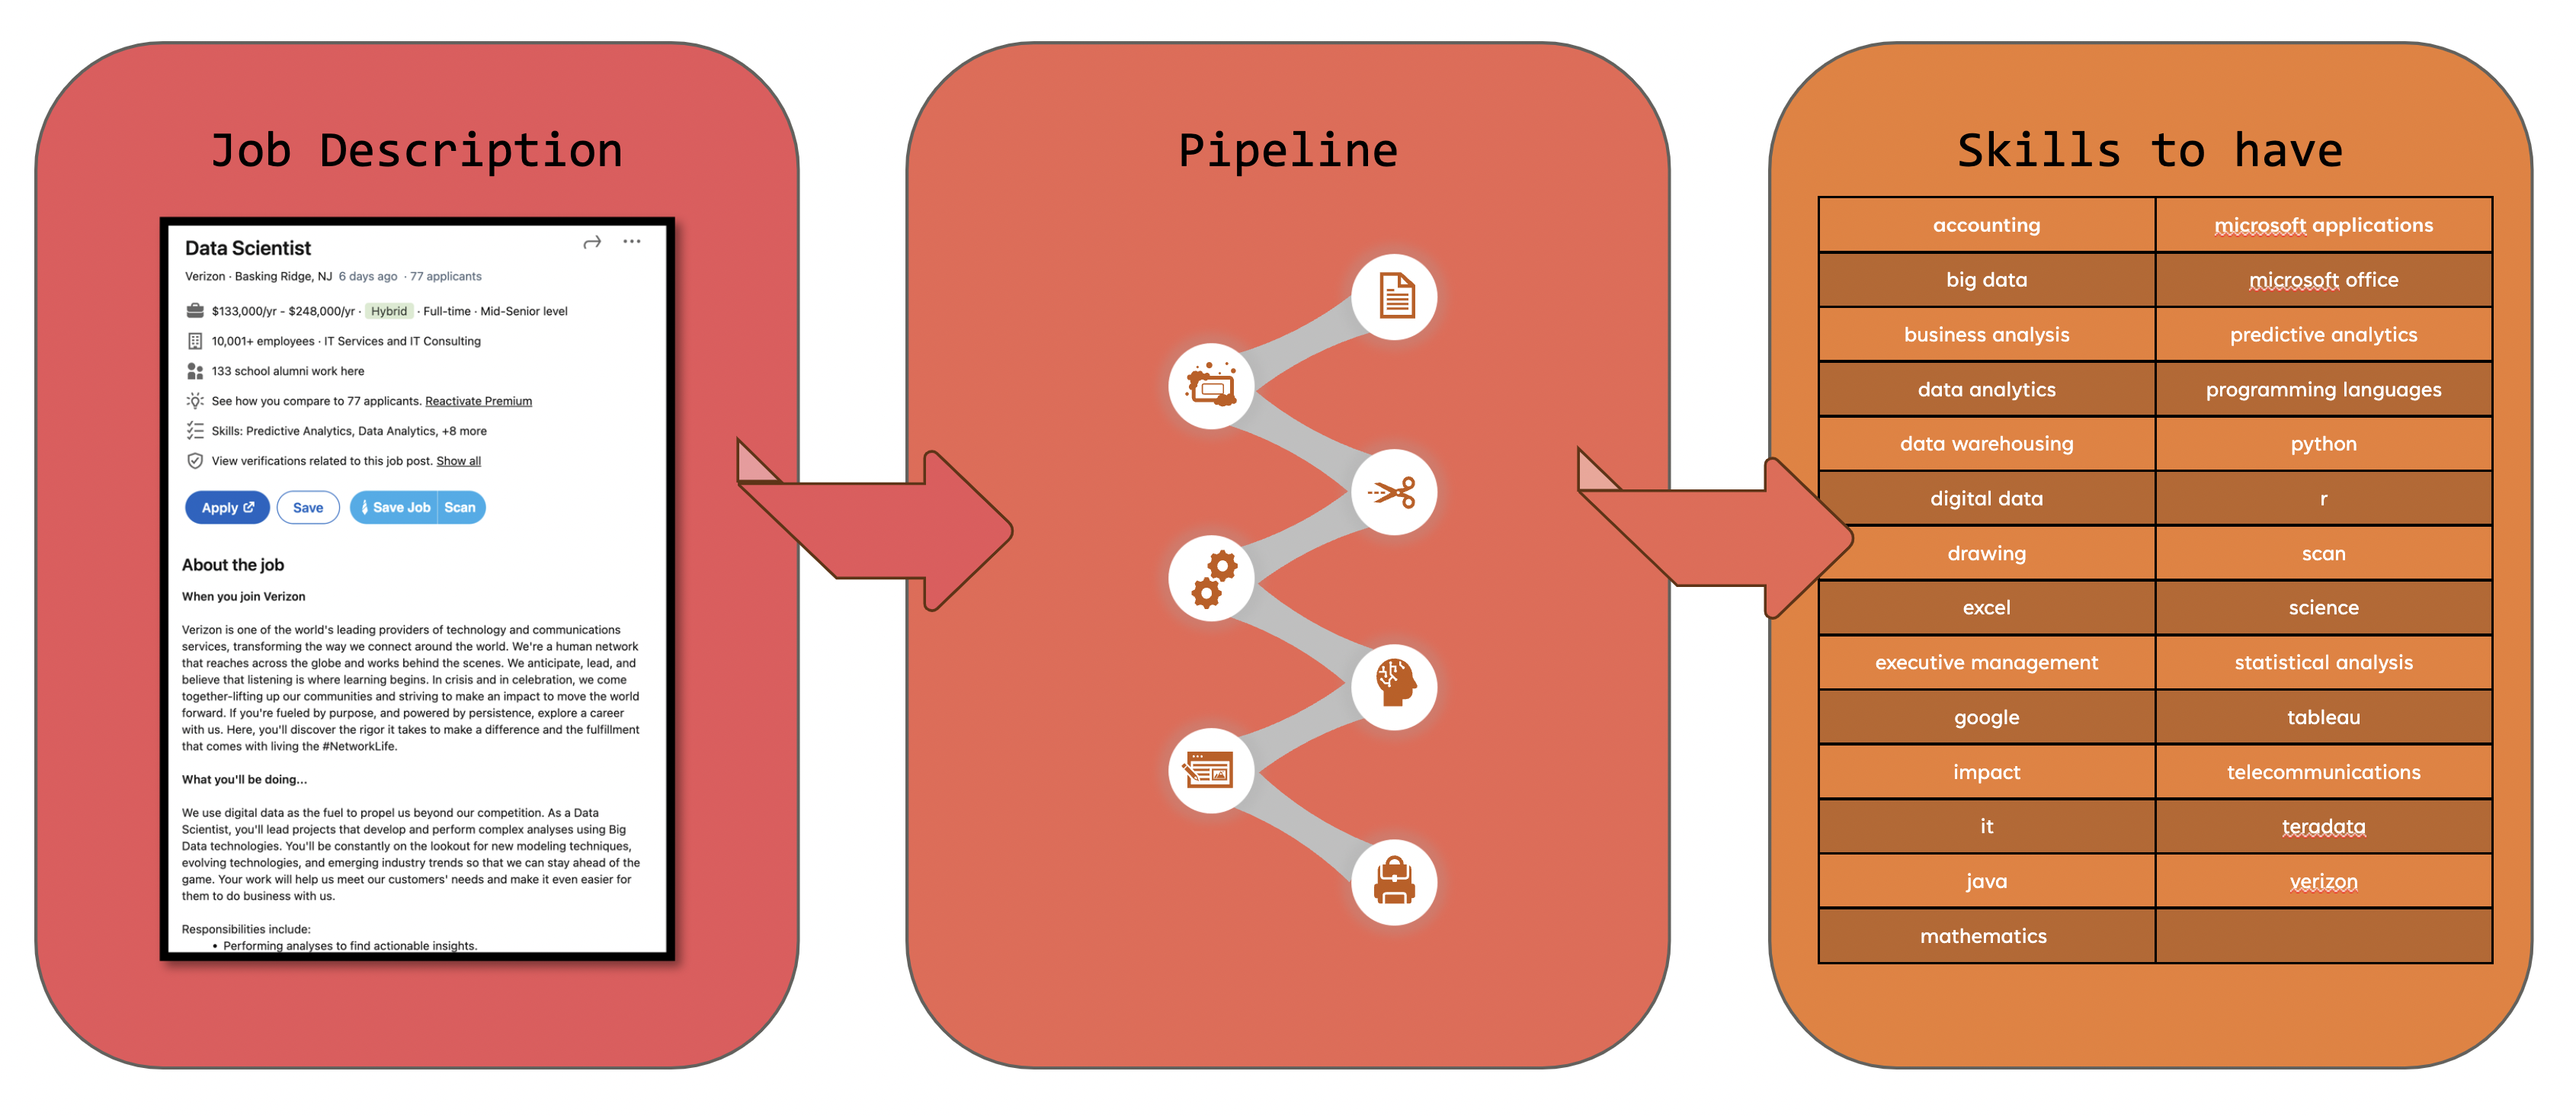 Job Description
Data Scientist
Verizon · Basking Ridge, NJ 6 days ago · 77 applicants
$133,000/yr - $248,000/yr · Hybrid · Full-time · Mid-Senior level
10,001+ employees · IT Services and IT Consulting
133 school alumni work here
See how you compare to 77 applicants. Reactivate Premium
Skills: Predictive Analytics, Data Analytics, +8 more
View verifications related to this job post. Show all
Apply Save Save Job Scan
About the job
When you join Verizon
Verizon is one of the world's leading providers of technology and communications
services, transforming the way we connect around the world. We're a human network
that reaches across the globe and works behind the scenes. We anticipate, lead, and
believe that listening is where learning begins. In crisis and in celebration, we come
together-lifting up our communities and striving to make an impact to move the world
forward. If you're fueled by purpose, and powered by persistence, explore a career
with us. Here, you'll discover the rigor it takes to make a difference and the fulfillment
that comes with living the #NetworkLife.
What you'll be doing...
We use digital data as the fuel to propel us beyond our competition. As a Data
Scientist, you'll lead projects that develop and perform complex analyses using Big
Data technologies. You'll be constantly on the lookout for new modeling techniques,
evolving technologies, and emerging industry trends so that we can stay ahead of the
game. Your work will help us meet our customers' needs and make it even easier for
them to do business with us.
Responsibilities include:
• Performing analyses to find actionable insights.
Pipeline
Skills to have
accounting microsoft applications
big data microsoft office
business analysis predictive analytics
data analytics programming languages
data warehousing python
digital data r
drawing scan
excel science
executive management statistical analysis
google tableau
impact telecommunications
it teradata
java verizon
mathematics